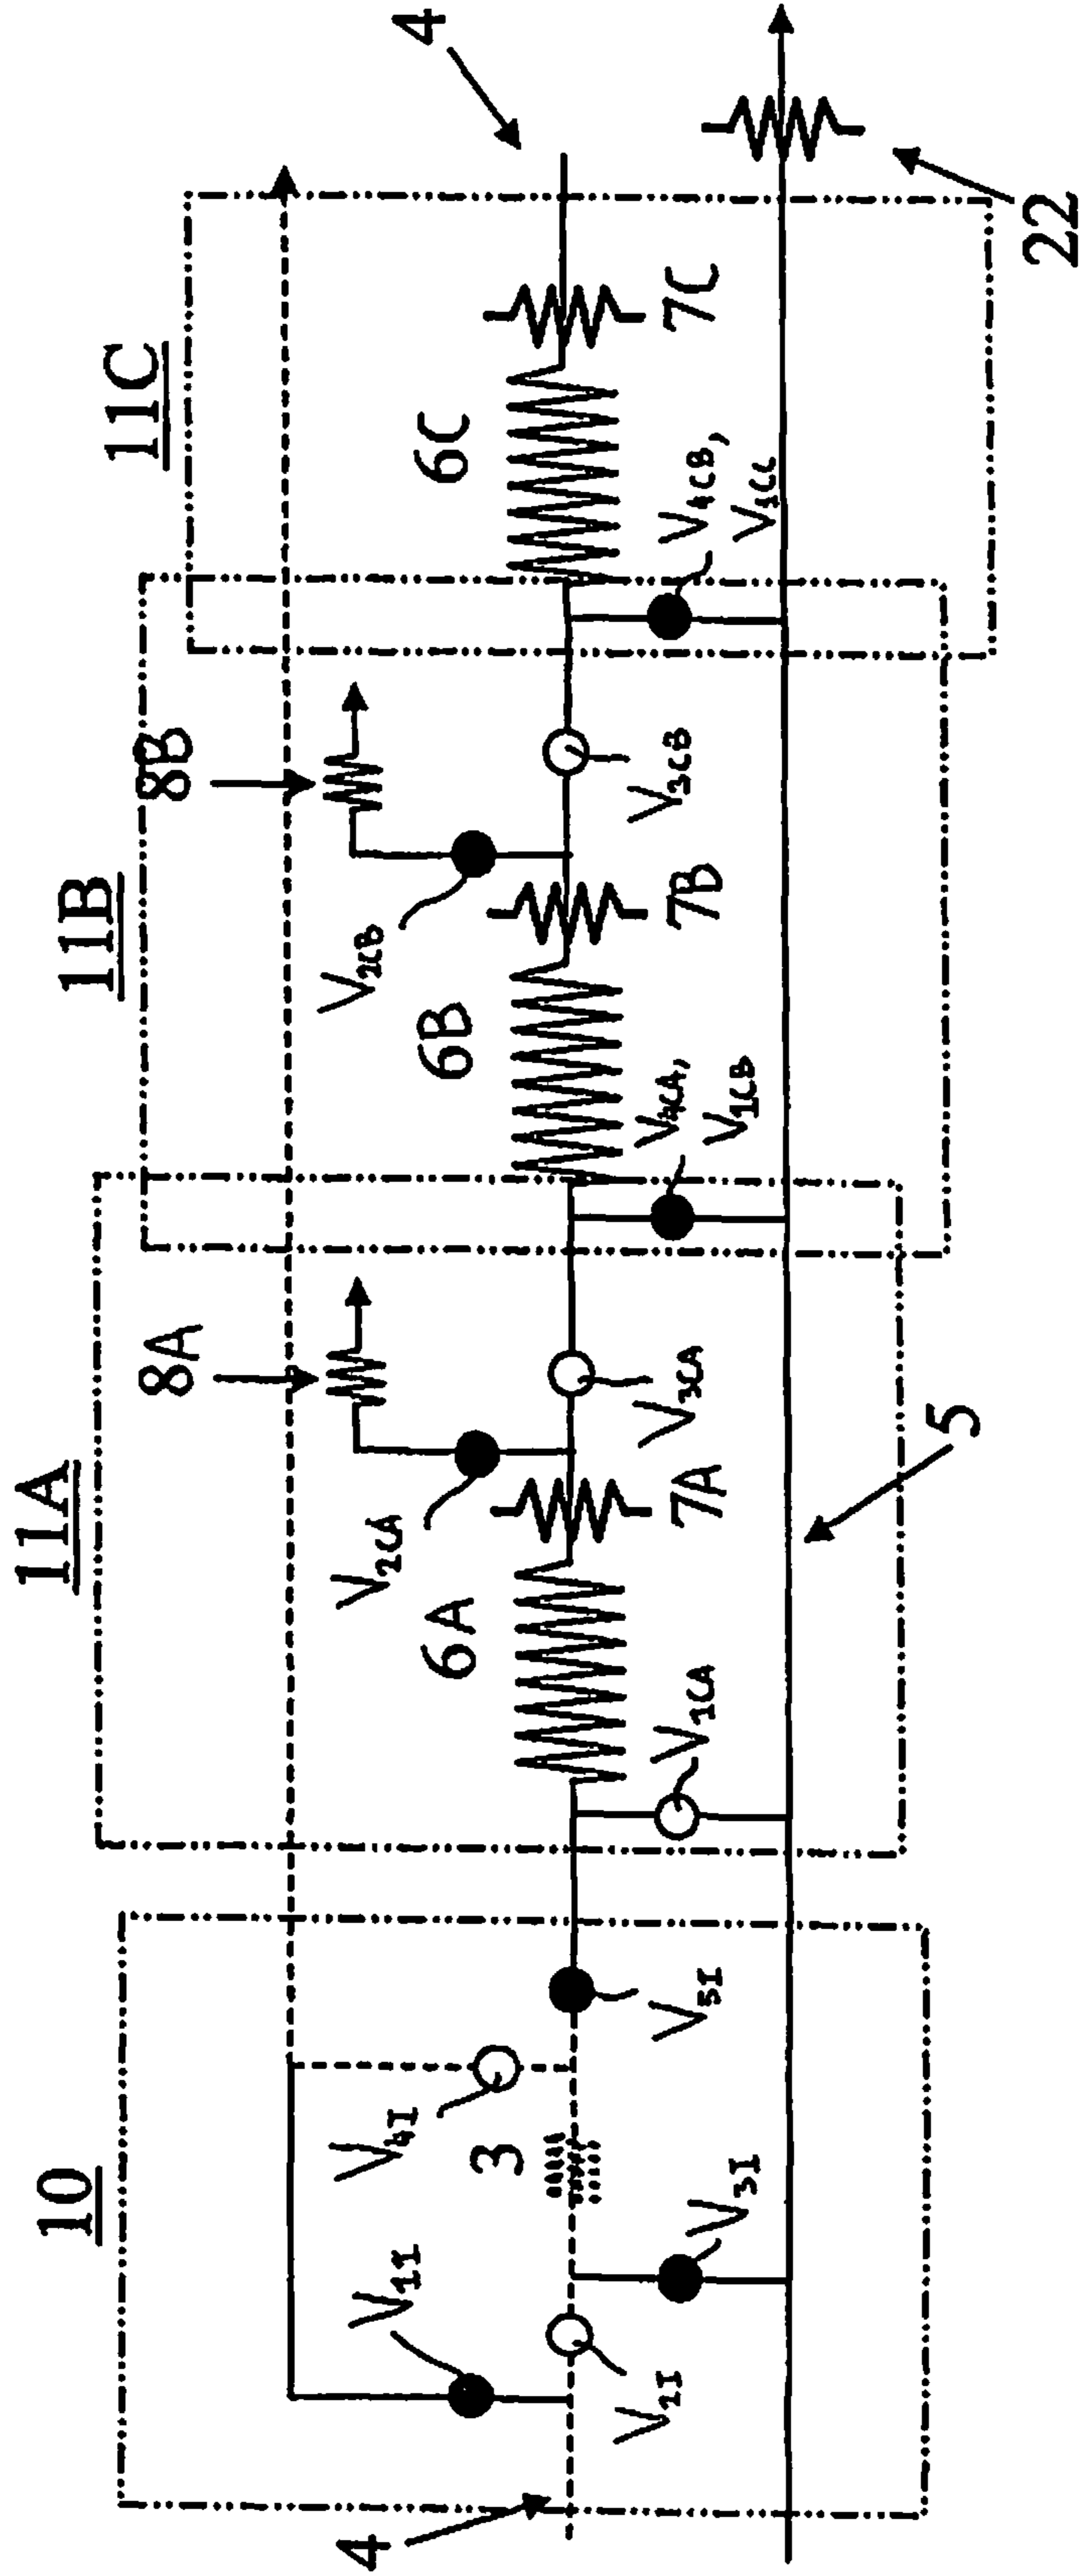 10
11A
11B
11C
8A
8B
4
V1I
V4I
V2CA
V2CB
3
6A
6B
6C
4
V2I
V3I
V5I
V1CA
7A
V3CA
V4CA,
V1CB
7B
V3CB
V4CB,
V1CC
7C
5
22